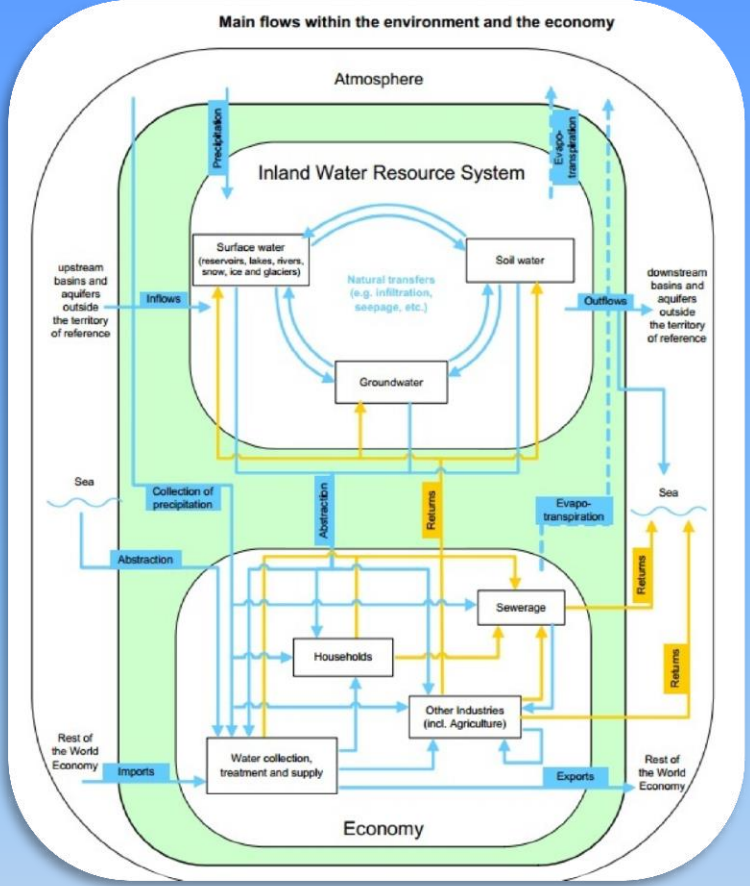 Main flows within the environment and the economy
Atmosphere
Precipitation
Evapo-
transpiration
Inland Water Resource System
Surface water
(reservoirs, lakes, rivers,
snow, ice and glaciers)
Soil water
Natural transfers
(e.g. infiltration,
seepage, etc.)
upstream
basins and
aquifers
outside
the territory
of reference
Inflows
Outflows
downstream
basins and
aquifers
outside
the territory
of reference
Groundwater
Sea
Collection of
precipitation
Abstraction
Returns
Evapo-
transpiration
Sea
Abstraction
Returns
Sewerage
Households
Returns
Other Industries
(incl. Agriculture)
Rest of
the World
Economy
Imports
Water collection,
treatment and supply
Exports
Rest of
the World
Economy
Economy